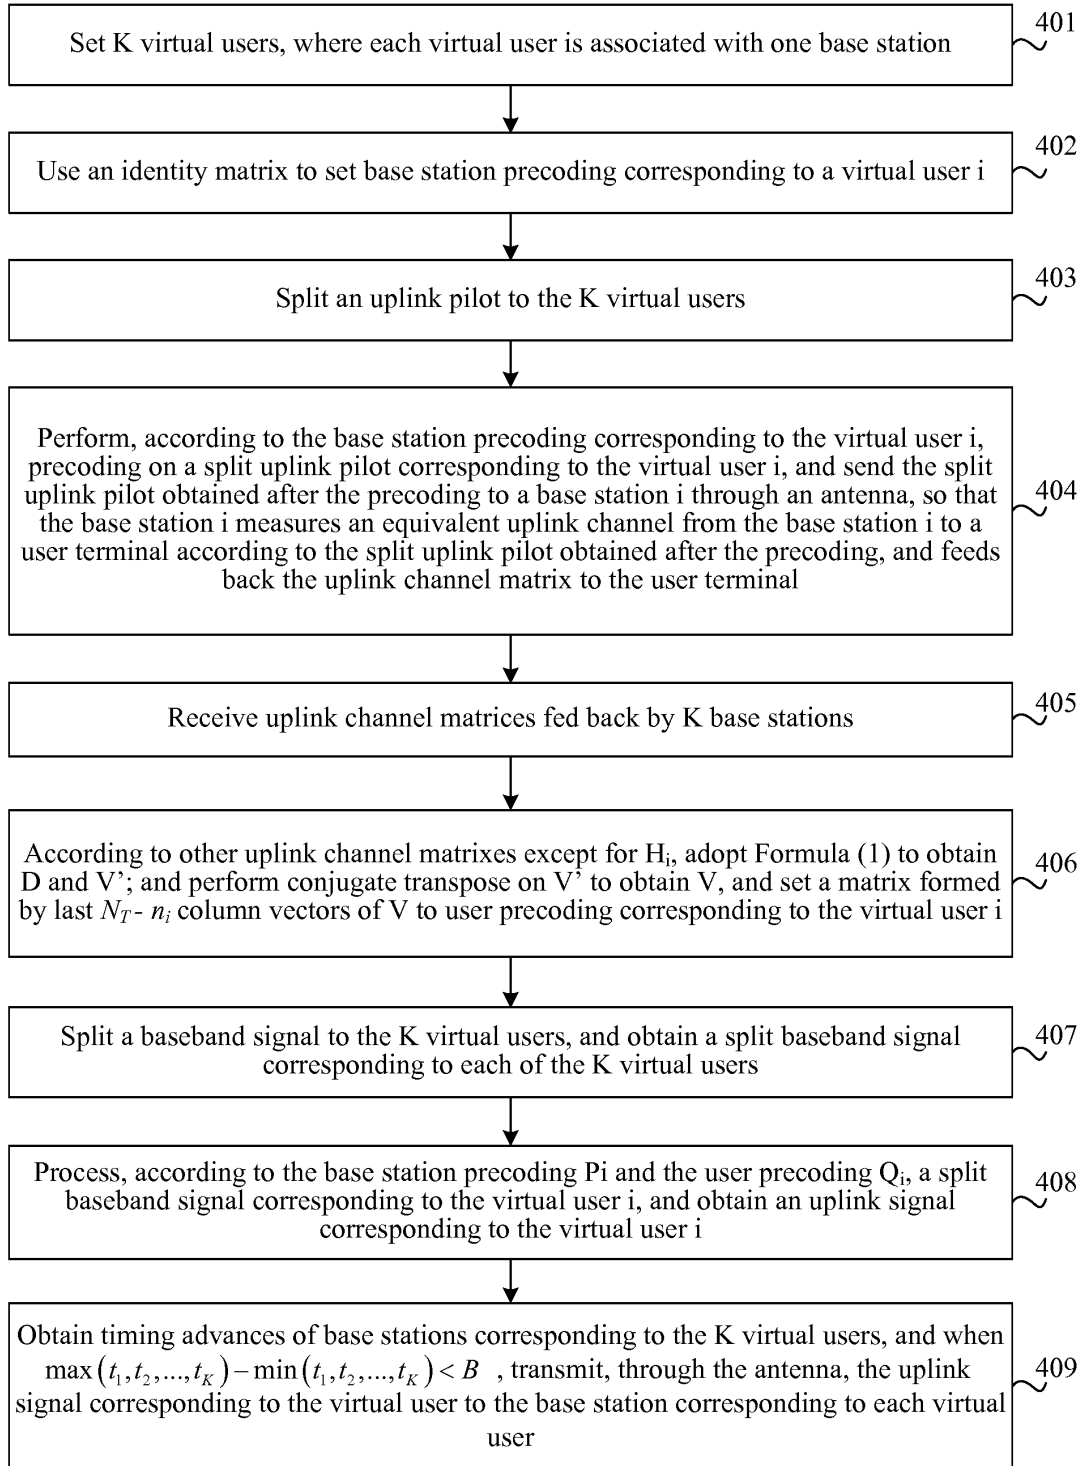 Set K virtual users, where each virtual user is associated with one base station
401
Use an identity matrix to set base station precoding corresponding to a virtual user i
402
Split an uplink pilot to the K virtual users
403
Perform, according to the base station precoding corresponding to the virtual user i,
precoding on a split uplink pilot corresponding to the virtual user i, and send the split
uplink pilot obtained after the precoding to a base station i through an antenna, so that
the base station i measures an equivalent uplink channel from the base station i to a
user terminal according to the split uplink pilot obtained after the precoding, and feeds
back the uplink channel matrix to the user terminal
404
Receive uplink channel matrices fed back by K base stations
405
According to other uplink channel matrixes except for Hᵢ, adopt Formula (1) to obtain
D and V’; and perform conjugate transpose on V’ to obtain V, and set a matrix formed
by last N_T - n_i column vectors of V to user precoding corresponding to the virtual user i
406
Split a baseband signal to the K virtual users, and obtain a split baseband signal
corresponding to each of the K virtual users
407
Process, according to the base station precoding Pi and the user precoding Qᵢ, a split
baseband signal corresponding to the virtual user i, and obtain an uplink signal
corresponding to the virtual user i
408
Obtain timing advances of base stations corresponding to the K virtual users, and when
max(t₁,t₂,...,t_K)−min(t₁,t₂,...,t_K)<B , transmit, through the antenna, the uplink
signal corresponding to the virtual user to the base station corresponding to each virtual
user
409